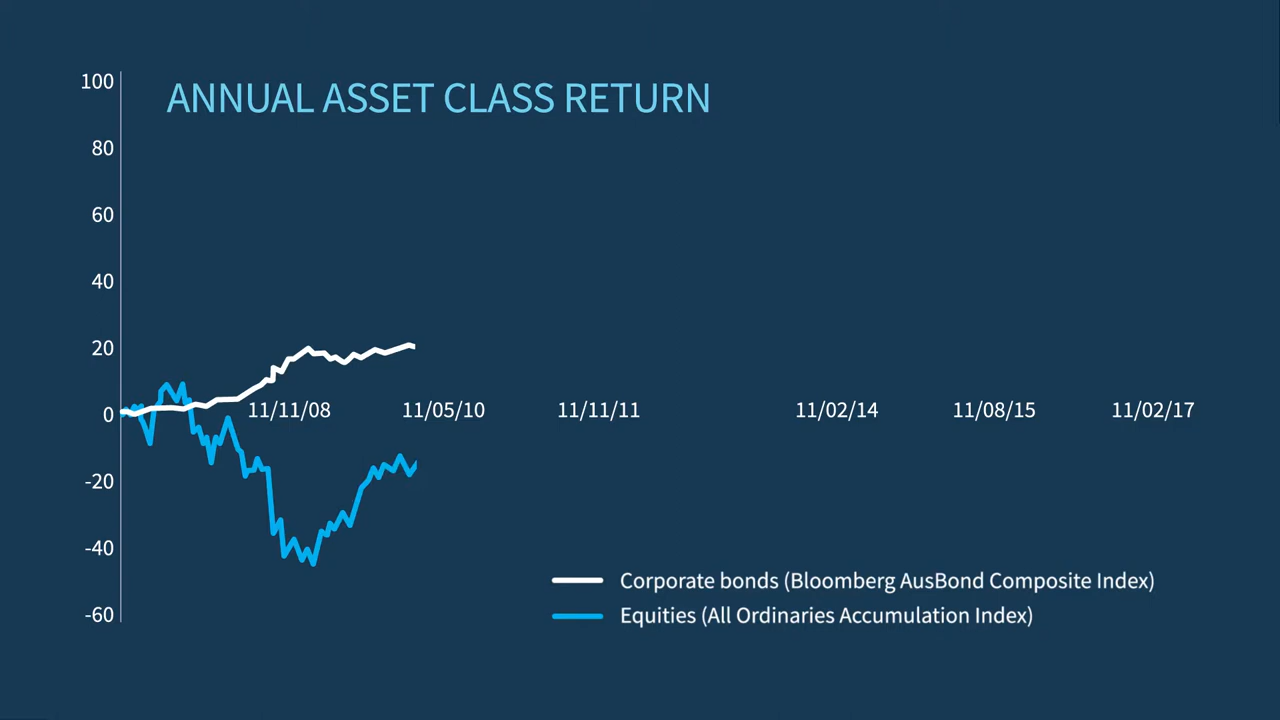 ANNUAL ASSET CLASS RETURN
100
80
60
40
20
0
-20
-40
-60
11/11/08 11/05/10 11/11/11 11/02/14 11/08/15 11/02/17
Corporate bonds (Bloomberg AusBond Composite Index)
Equities (All Ordinaries Accumulation Index)